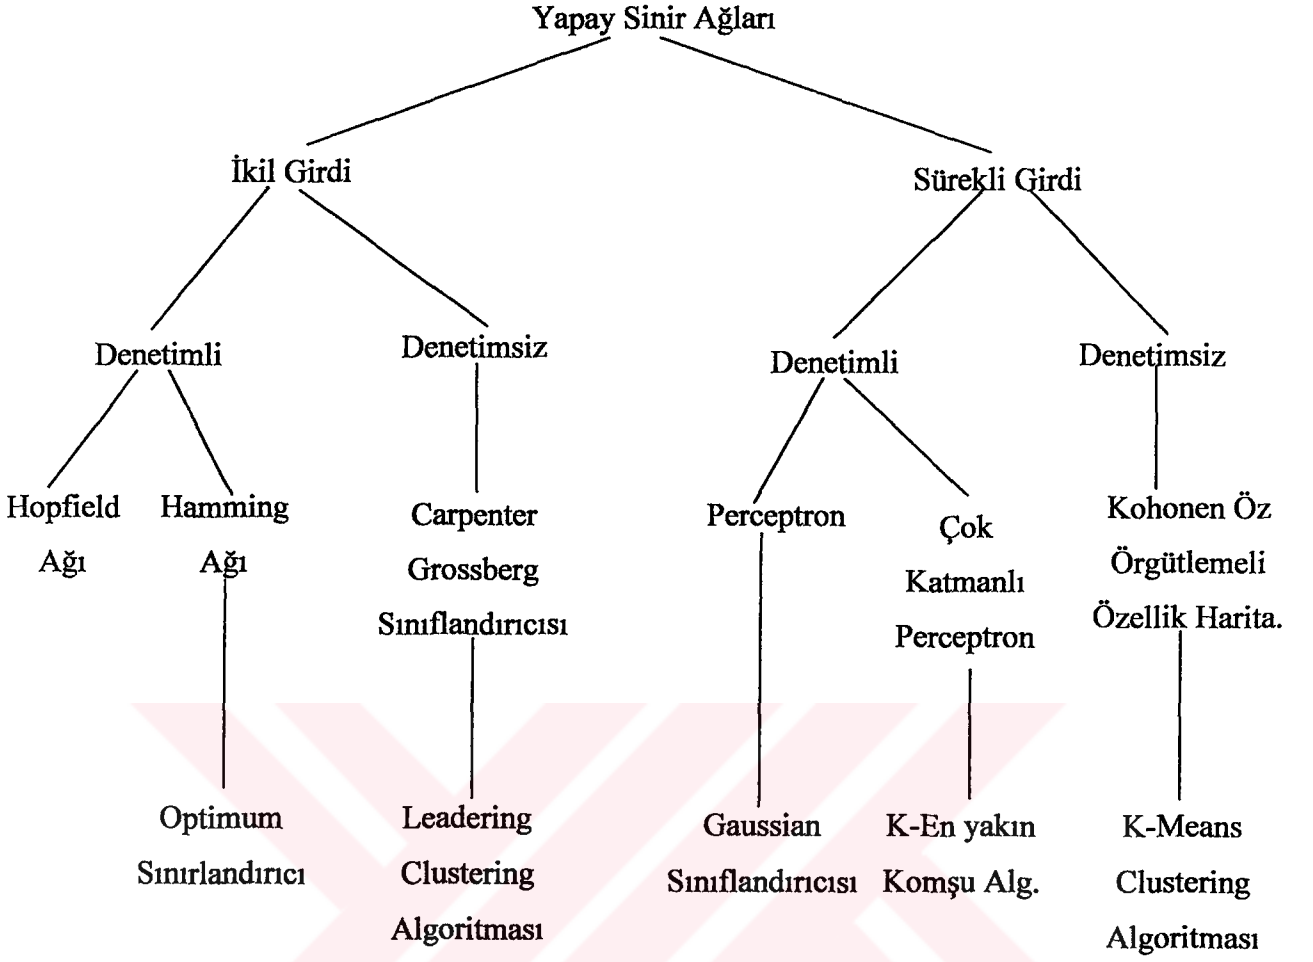 Yapay Sinir Ağları
İkil Girdi
Sürekli Girdi
Denetimli
Denetimsiz
Denetimli
Denetimsiz
Hopfield
Ağı
Hamming
Ağı
Carpenter
Grossberg
Sınıflandırıcısı
Perceptron
Çok
Katmanlı
Perceptron
Kohonen Öz
Örgütlemeli
Özellik Harita.
Optimum
Sınırlandırıcı
Leadering
Clustering
Algoritması
Gaussian
Sınıflandırıcısı
K-En yakın
Komşu Alg.
K-Means
Clustering
Algoritması